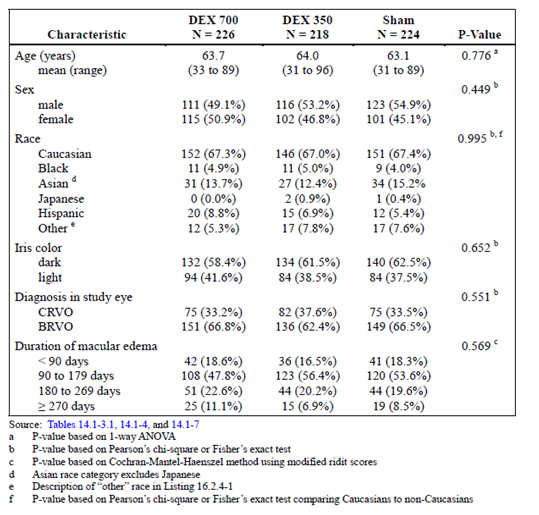 Characteristic DEX 700 N = 226 DEX 350 N = 218 Sham N = 224 P-Value
Age (years) 63.7 64.0 63.1 0.776 a
mean (range) (33 to 89) (31 to 96) (31 to 89)
Sex 0.449 b
male 111 (49.1%) 116 (53.2%) 123 (54.9%)
female 115 (50.9%) 102 (46.8%) 101 (45.1%)
Race 0.995 b, f
Caucasian 152 (67.3%) 146 (67.0%) 151 (67.4%)
Black 11 (4.9%) 11 (5.0%) 9 (4.0%)
Asian d 31 (13.7%) 27 (12.4%) 34 (15.2%
Japanese 0 (0.0%) 2 (0.9%) 1 (0.4%)
Hispanic 20 (8.8%) 15 (6.9%) 12 (5.4%)
Other e 12 (5.3%) 17 (7.8%) 17 (7.6%)
Iris color 0.652 b
dark 132 (58.4%) 134 (61.5%) 140 (62.5%)
light 94 (41.6%) 84 (38.5%) 84 (37.5%)
Diagnosis in study eye 0.551 b
CRVO 75 (33.2%) 82 (37.6%) 75 (33.5%)
BRVO 151 (66.8%) 136 (62.4%) 149 (66.5%)
Duration of macular edema 0.569 c
< 90 days 42 (18.6%) 36 (16.5%) 41 (18.3%)
90 to 179 days 108 (47.8%) 123 (56.4%) 120 (53.6%)
180 to 269 days 51 (22.6%) 44 (20.2%) 44 (19.6%)
≥ 270 days 25 (11.1%) 15 (6.9%) 19 (8.5%)
Source: Tables 14.1-3.1, 14.1-4, and 14.1-7
a P-value based on 1-way ANOVA
b P-value based on Pearson's chi-square or Fisher's exact test
c P-value based on Cochran-Mantel-Haenszel method using modified ridit scores
d Asian race category excludes Japanese
e Description of "other" race in Listing 16.2.4-1
f P-value based on Pearson's chi-square or Fisher's exact test comparing Caucasians to non-Caucasians